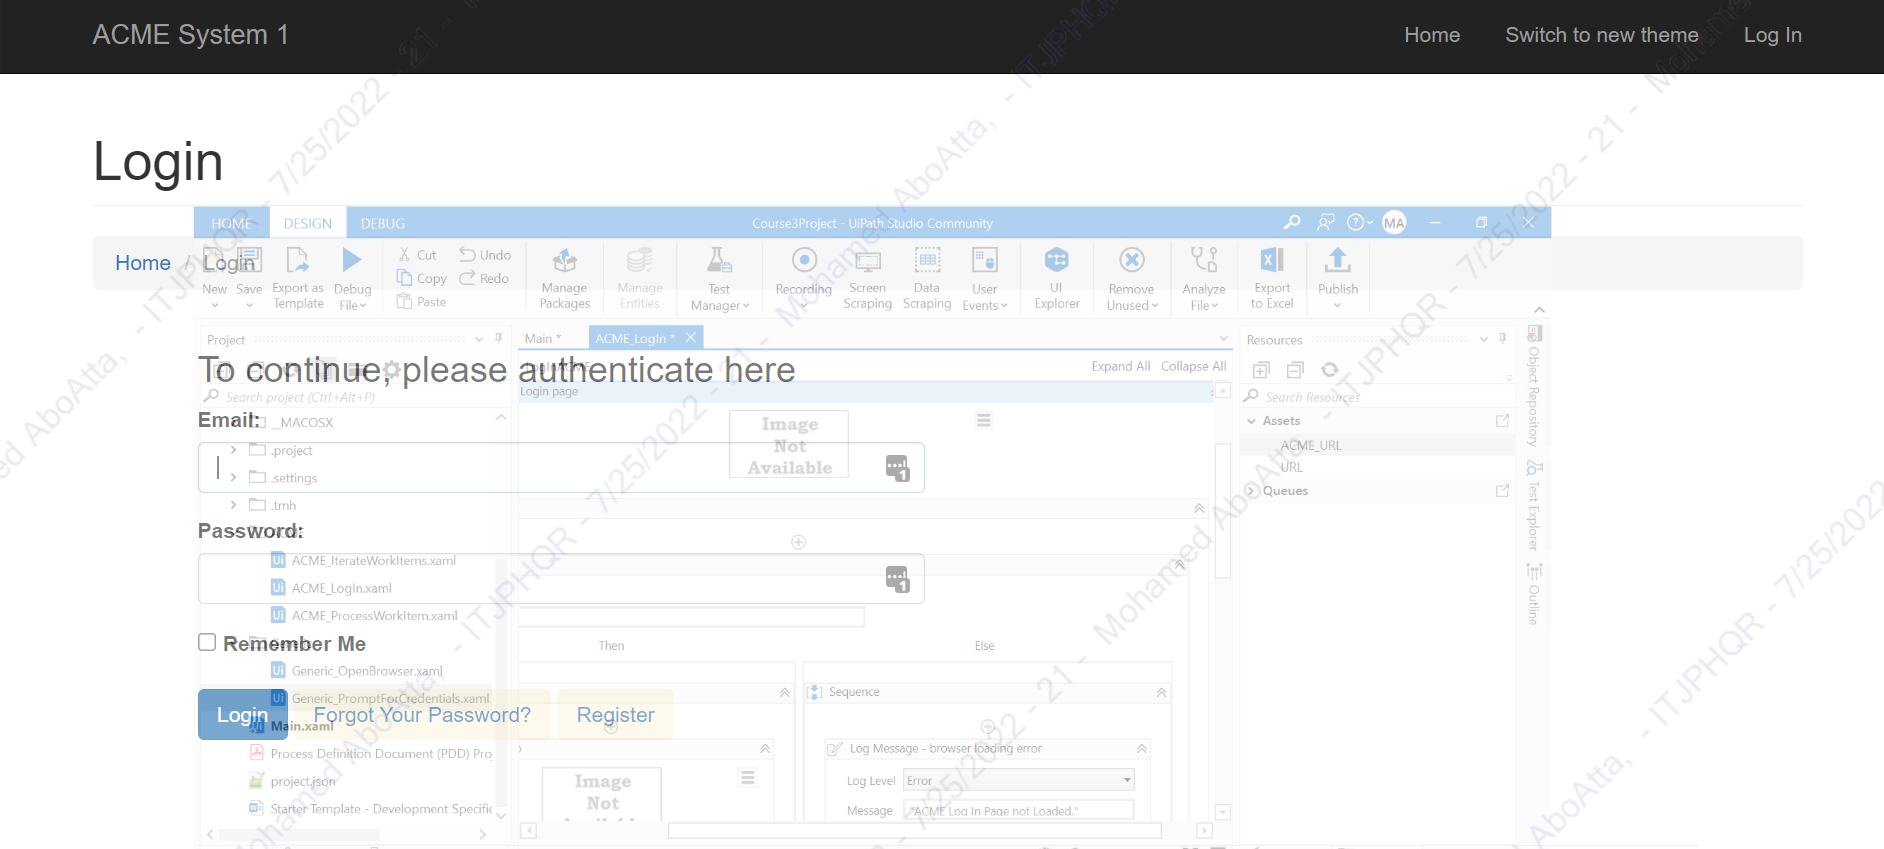 ACME System 1
Home Switch to new theme Log In
Login
HOME DESIGN DEBUG Course3Project - UiPath Studio Community MA
Home / Login
New Save Export as Template Debug File Cut Copy Paste Undo Redo Manage Packages Manage Entities Test Manager Recording Screen Scraping Data Scraping User Events UI Explorer Remove Unused Analyze File Export to Excel Publish
Project Main * ACME_LogIn * Resources
To continue, please authenticate here
Expand All Collapse All
Search project (Ctrl+Alt+P) Login page Search Resources
Email:
__MACOSX
Image Not Available
Assets
.project ACME_URL
.settings URL
Queues
.tmh
Password:
ACME_IterateWorkItems.xaml
ACME_LogIn.xaml
ACME_ProcessWorkItem.xaml
Remember Me
Then Else
Generic_OpenBrowser.xaml
Generic_PromptForCredentials.xaml Sequence
Login Forgot Your Password? Register
Main.xaml
Process Definition Document (PDD) Pro Log Message - browser loading error
project.json
Image Not
Log Level Error
Starter Template - Development Specific Message "ACME Log In Page not Loaded."
Object Repository
Test Explorer
Outline
Mohamed AboAtta, - ITJPHQR - 7/25/2022 - 21 -